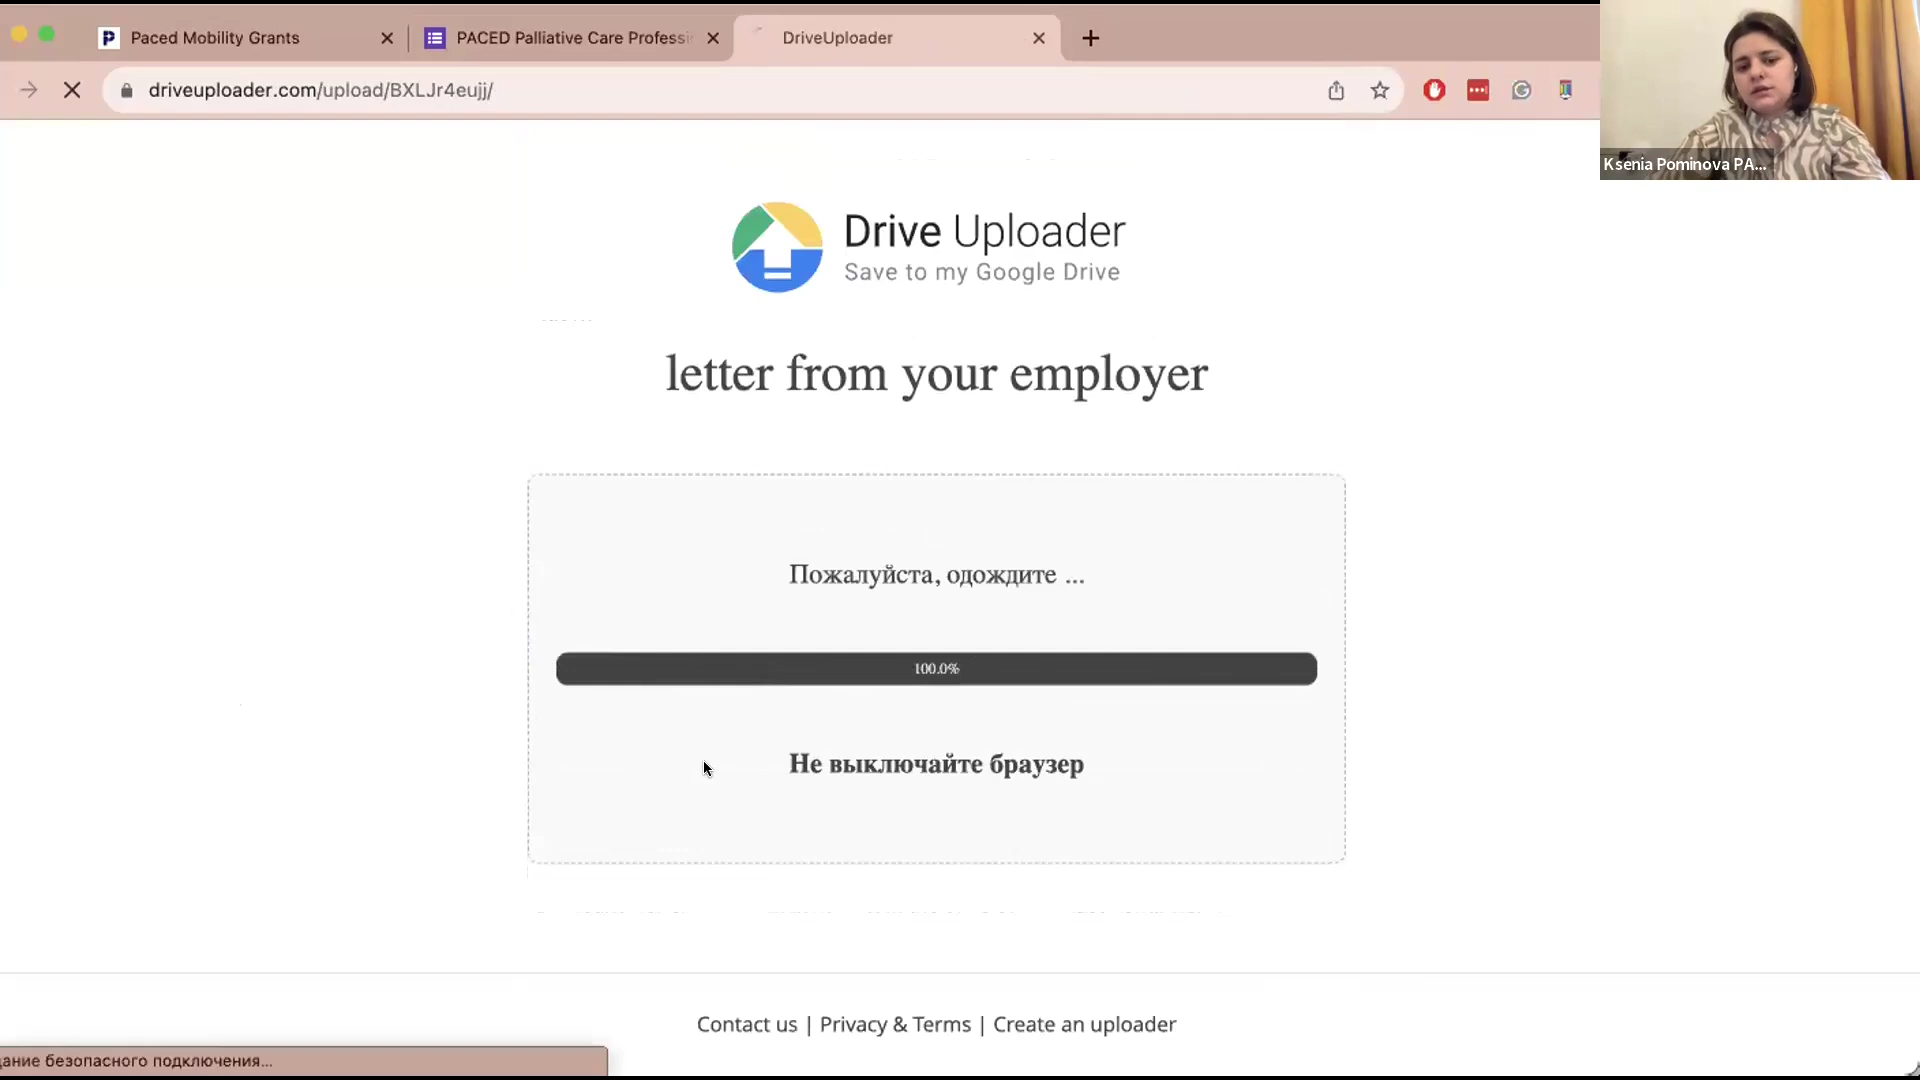 Paced Mobility Grants
PACED Palliative Care Professi
DriveUploader
driveuploader.com/upload/BXLJr4eujj/
Ksenia Pominova PA...
Drive Uploader
Save to my Google Drive
letter from your employer
Пожалуйста, одождите ...
100.0%
Не выключайте браузер
Contact us | Privacy & Terms | Create an uploader
дание безопасного подключения...